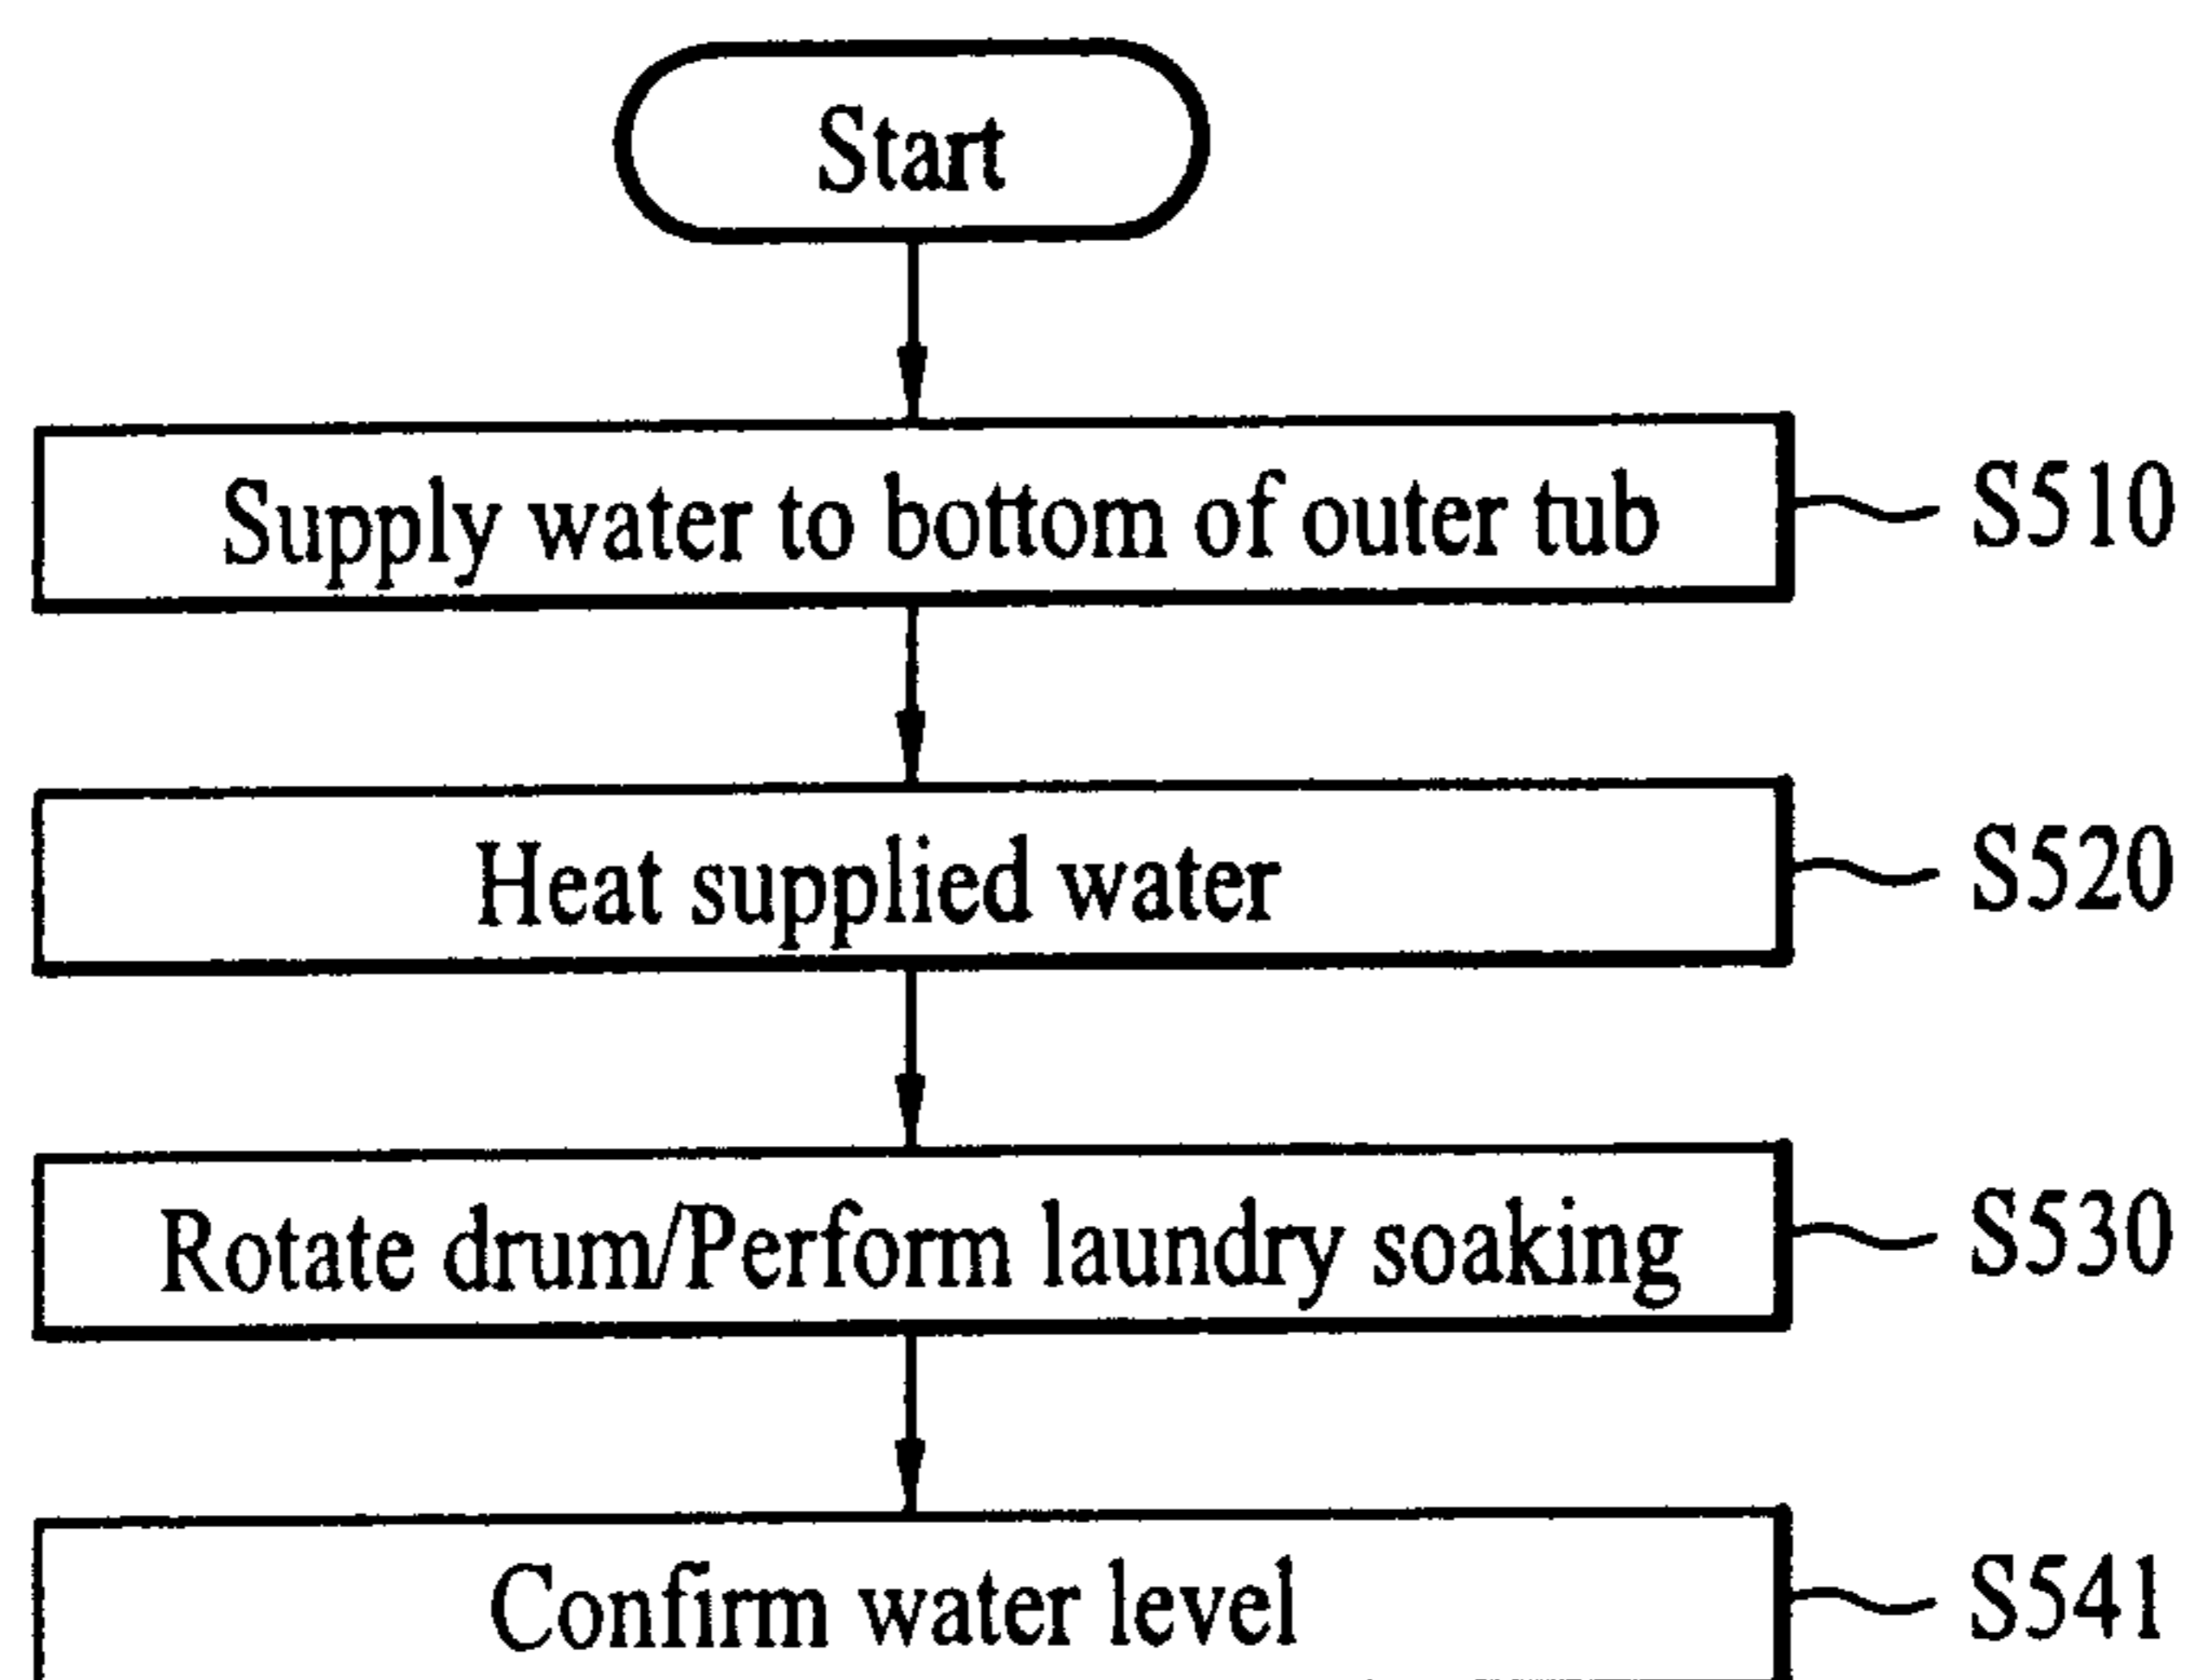 Start
Supply water to bottom of outer tub
S510
Heat supplied water
S520
Rotate drum/Perform laundry soaking
S530
Confirm water level
S541